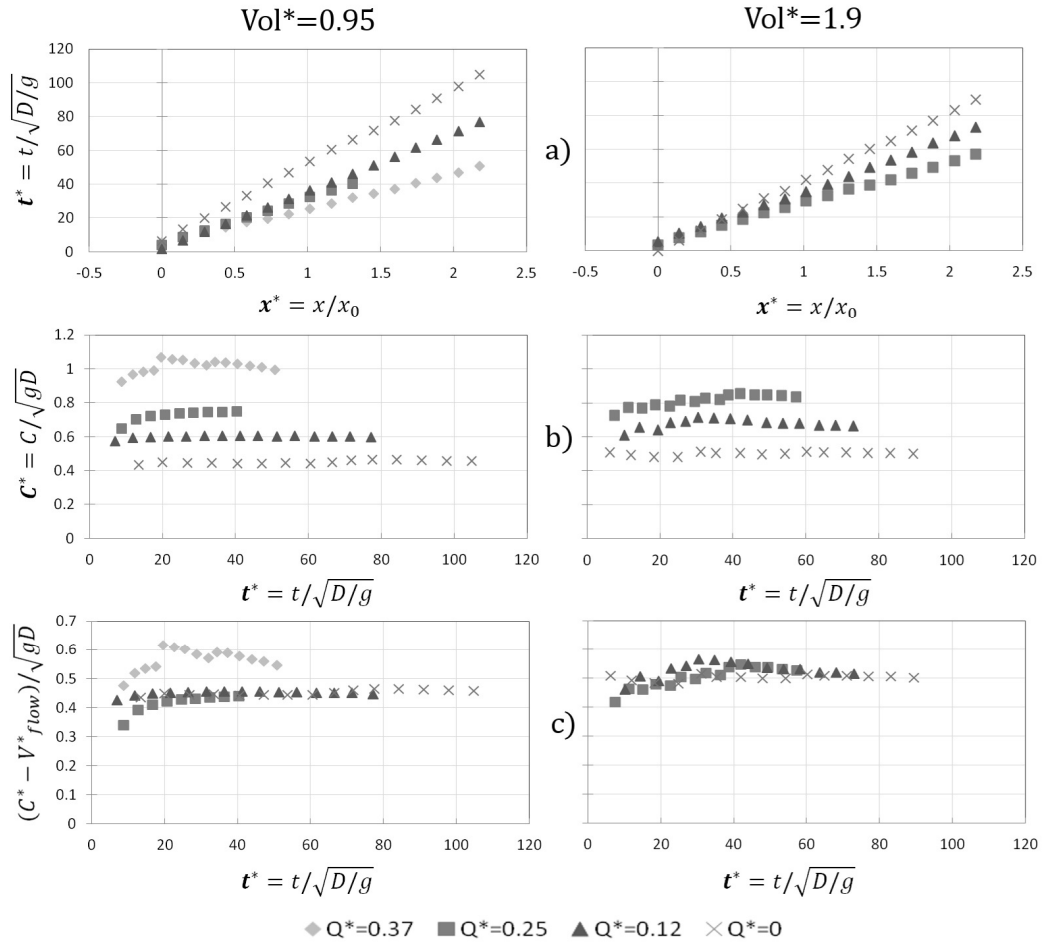 Vol*=0.95
Vol*=1.9
t* = t/√D/g
120
100
80
60
40
20
0
-0.5 0 0.5 1 1.5 2 2.5
x* = x/x₀
a)
-0.5 0 0.5 1 1.5 2 2.5
x* = x/x₀
C* = C/√gD
1.2
1
0.8
0.6
0.4
0.2
0
0 20 40 60 80 100 120
t* = t/√D/g
b)
0 20 40 60 80 100 120
t* = t/√D/g
(C* − V*flow)/√gD
0.7
0.6
0.5
0.4
0.3
0.2
0.1
0
0 20 40 60 80 100 120
t* = t/√D/g
c)
0 20 40 60 80 100 120
t* = t/√D/g
Q*=0.37 Q*=0.25 Q*=0.12 Q*=0